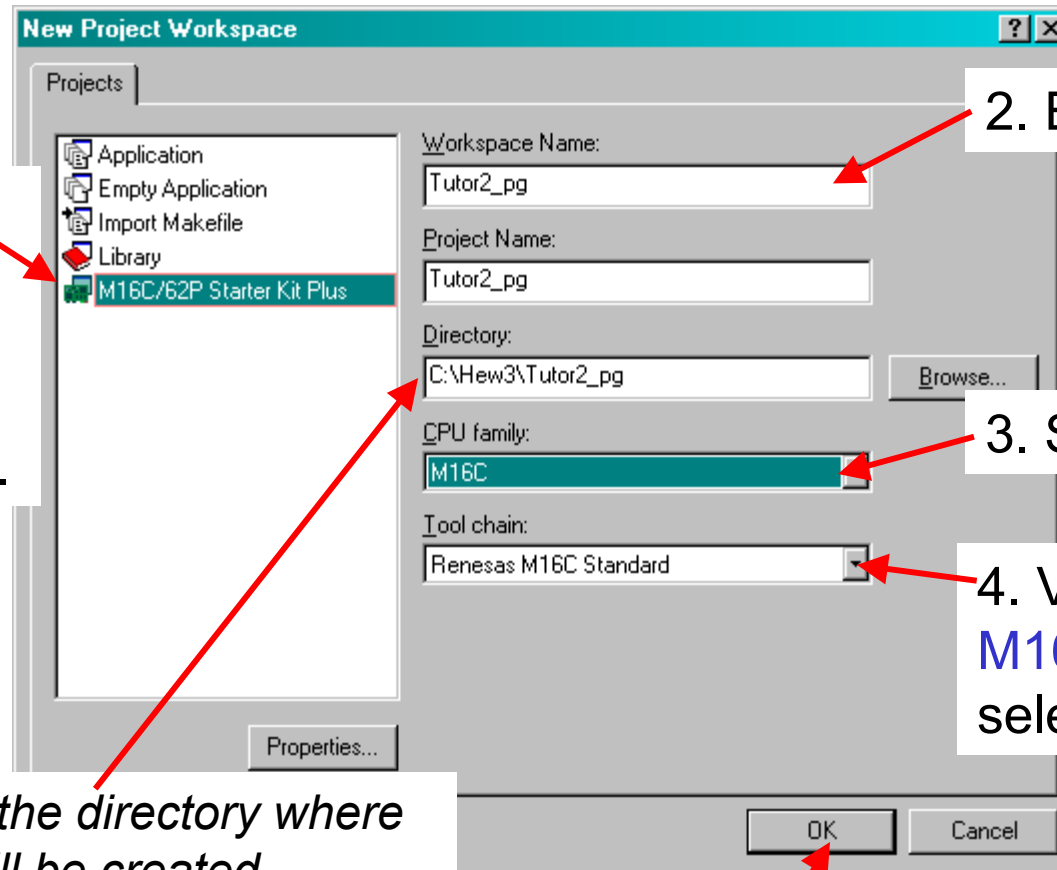 New Project Workspace
Projects
Application
Empty Application
Import Makefile
Library
M16C/62P Starter Kit Plus
Properties...
Workspace Name:
Tutor2_pg
Project Name:
Tutor2_pg
Directory:
C:\Hew3\Tutor2_pg
Browse...
CPU family:
M16C
Tool chain:
Renesas M16C Standard
2.
3.
4.
the directory where
be created
OK
Cancel